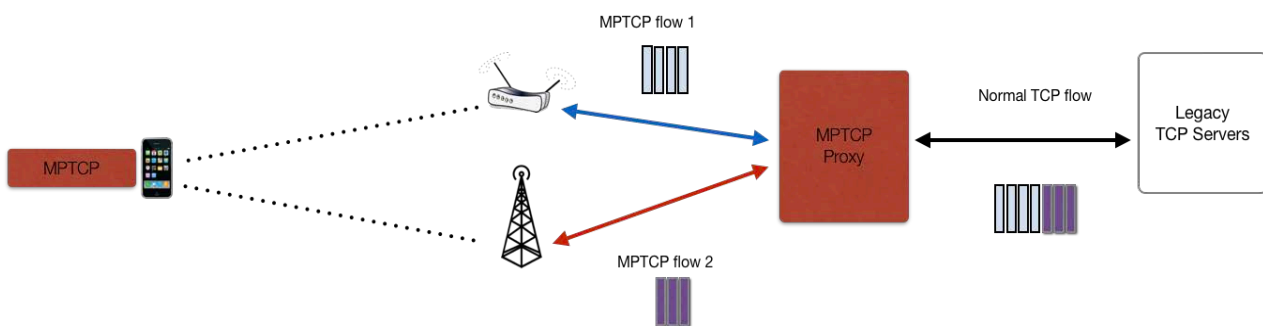 MPTCP flow 1
MPTCP
MPTCP
Proxy
Normal TCP flow
Legacy
TCP Servers
MPTCP flow 2